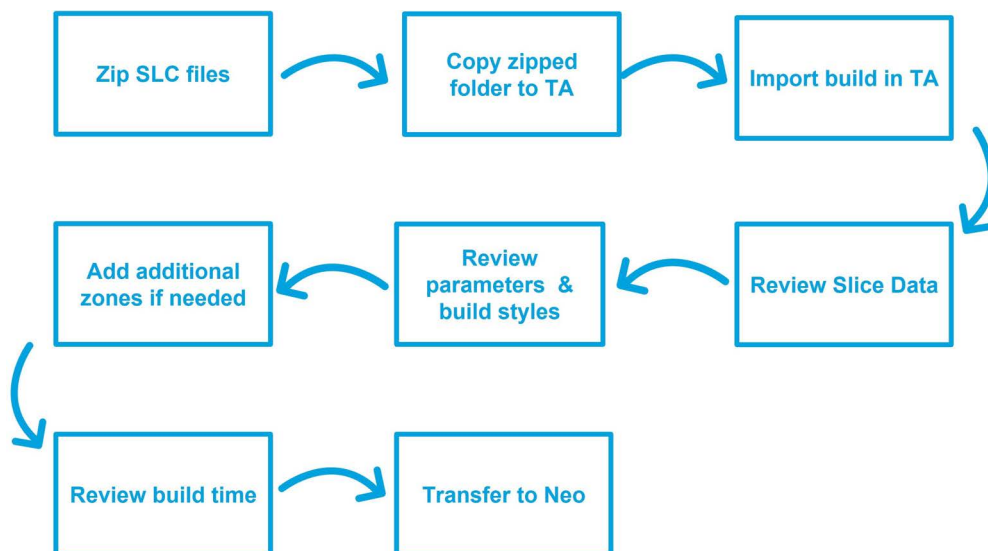 Zip SLC files
Copy zipped
folder to TA
Import build in TA
Review Slice Data
Review
parameters & 
build styles
Add additional
zones if needed
Review build time
Transfer to Neo